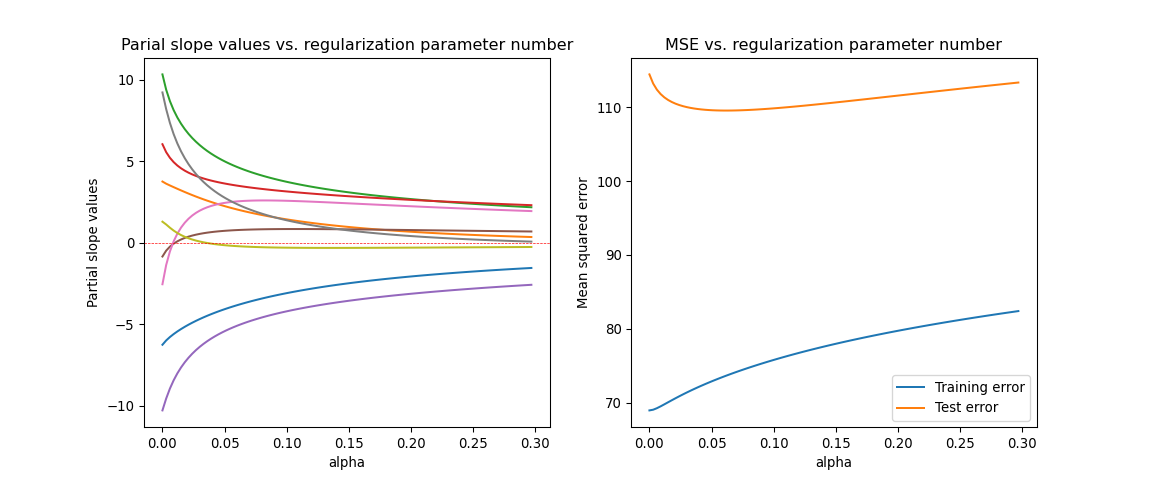 Parial slope values vs. regularization parameter number
10
5
0
−5
−10
Partial slope values
0.00 0.05 0.10 0.15 0.20 0.25 0.30
alpha
MSE vs. regularization parameter number
110
100
90
80
70
Mean squared error
Training error
Test error
0.00 0.05 0.10 0.15 0.20 0.25 0.30
alpha